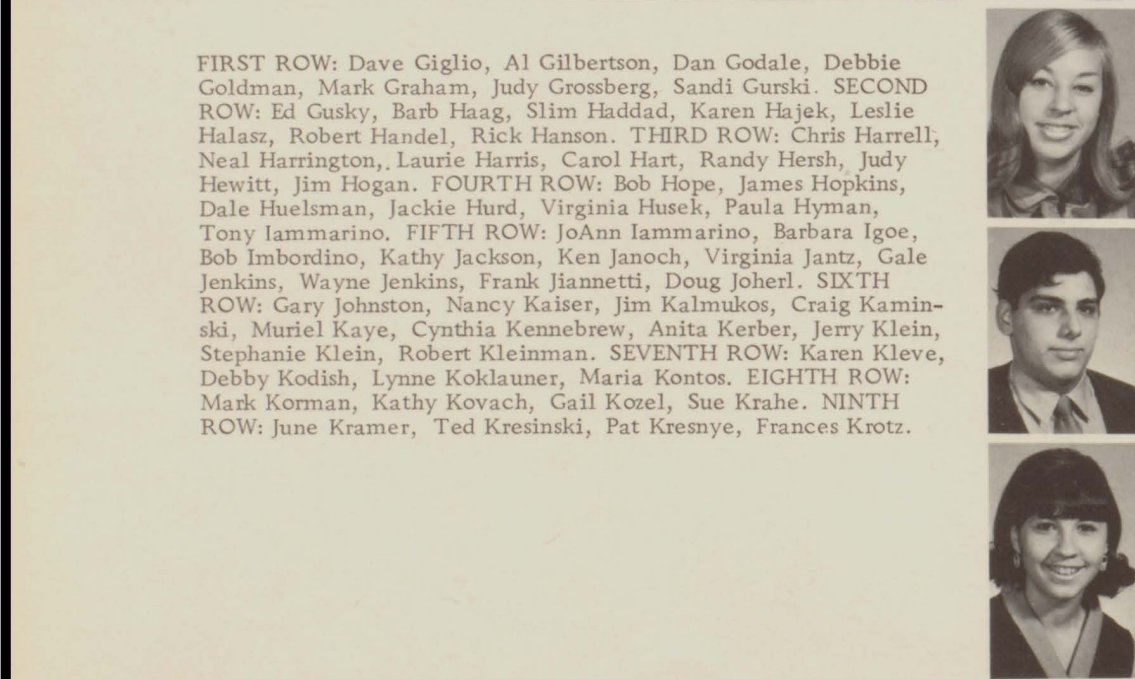 FIRST ROW: Dave Giglio, Al Gilbertson, Dan Godale, Debbie
Goldman, Mark Graham, Judy Grossberg, Sandi Gurski. SECOND
ROW: Ed Gusky, Barb Haag, Slim Haddad, Karen Hajek, Leslie
Halasz, Robert Handel, Rick Hanson. THIRD ROW: Chris Harrell,
Neal Harrington,. Laurie Harris, Carol Hart, Randy Hersh, Judy
Hewitt, Jim Hogan. FOURTH ROW: Bob Hope, James Hopkins,
Dale Huelsman, Jackie Hurd, Virginia Husek, Paula Hyman,
Tony Iammarino. FIFTH ROW: JoAnn Iammarino, Barbara Igoe,
Bob Imbordino, Kathy Jackson, Ken Janoch, Virginia Jantz, Gale
Jenkins, Wayne Jenkins, Frank Jiannetti, Doug Joherl. SIXTH
ROW: Gary Johnston, Nancy Kaiser, Jim Kalmukos, Craig Kamin-
ski, Muriel Kaye, Cynthia Kennebrew, Anita Kerber, Jerry Klein,
Stephanie Klein, Robert Kleinman. SEVENTH ROW: Karen Kleve,
Debby Kodish, Lynne Koklauner, Maria Kontos. EIGHTH ROW:
Mark Korman, Kathy Kovach, Gail Kozel, Sue Krahe. NINTH
ROW: June Kramer, Ted Kresinski, Pat Kresnye, Frances Krotz.